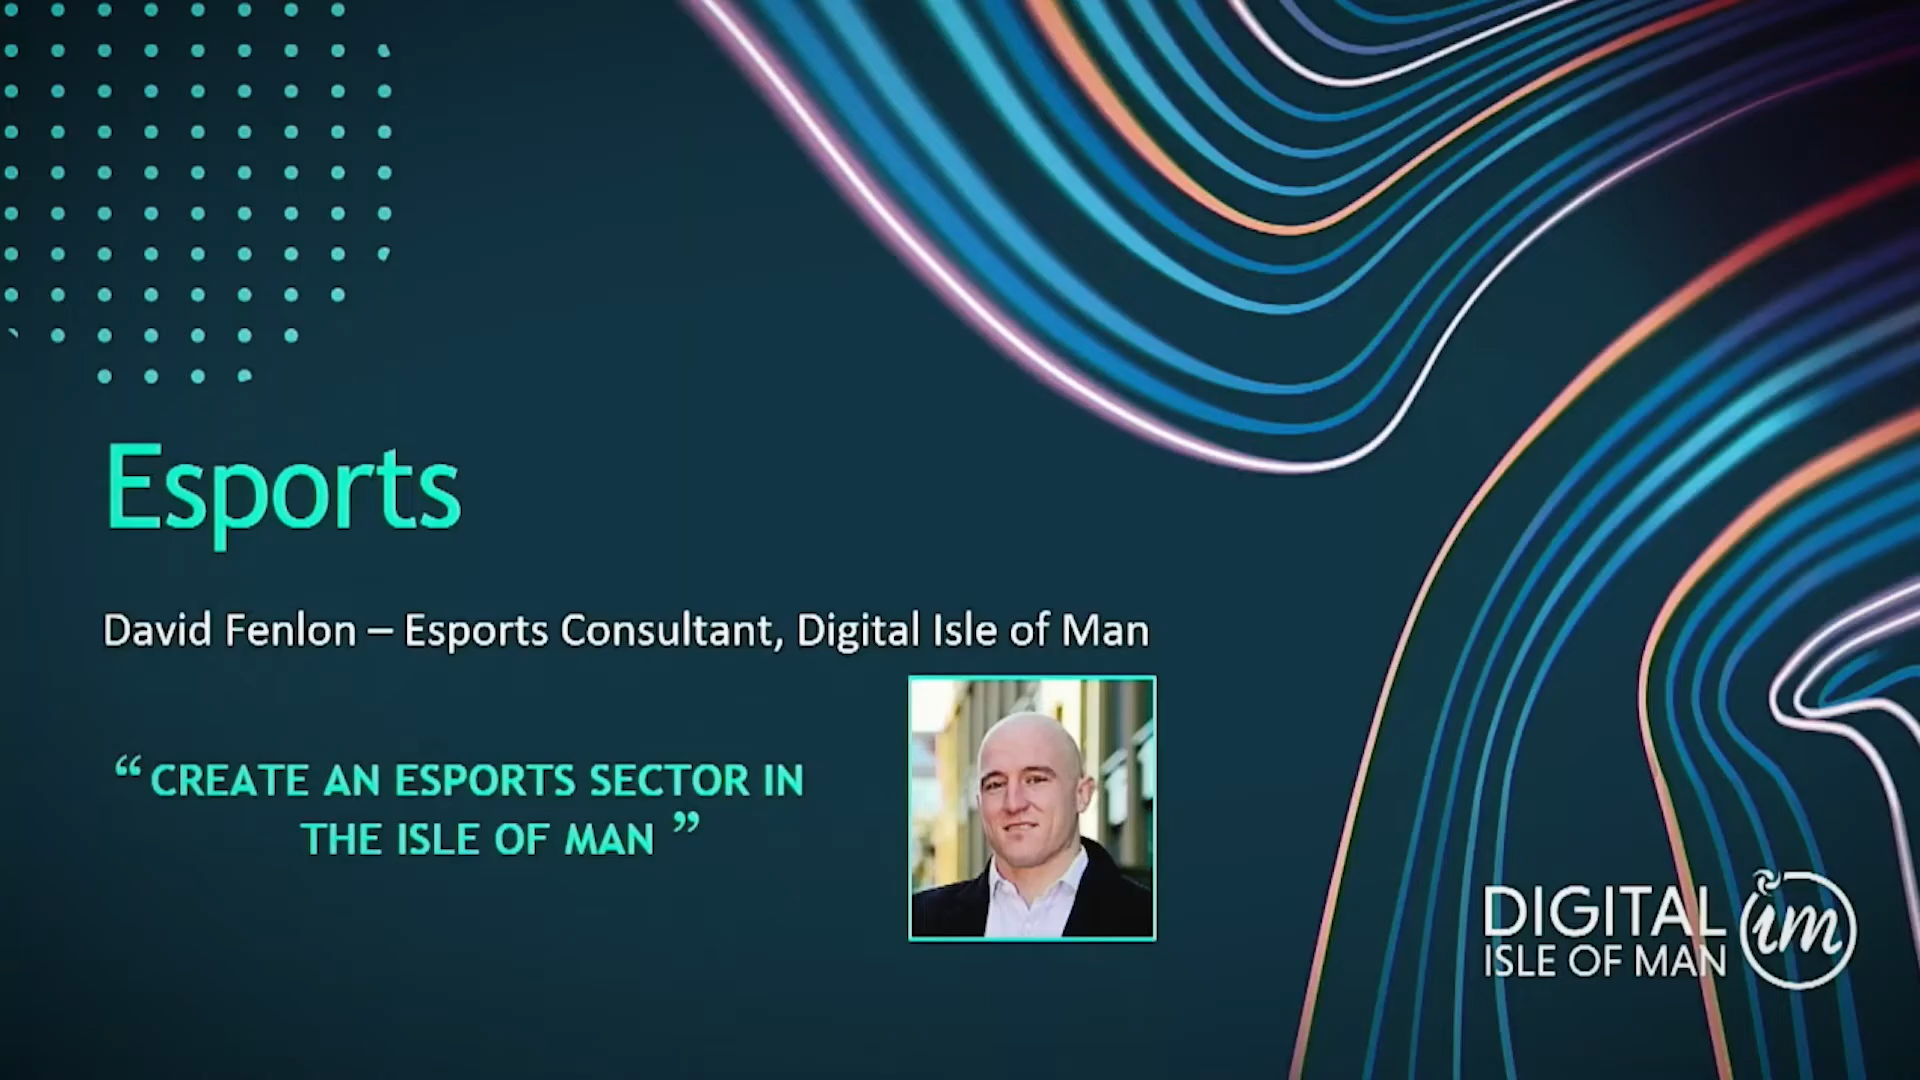 Esports
David Fenlon – Esports Consultant, Digital Isle of Man
“ CREATE AN ESPORTS SECTOR IN
THE ISLE OF MAN ”
DIGITAL
ISLE OF MAN
im